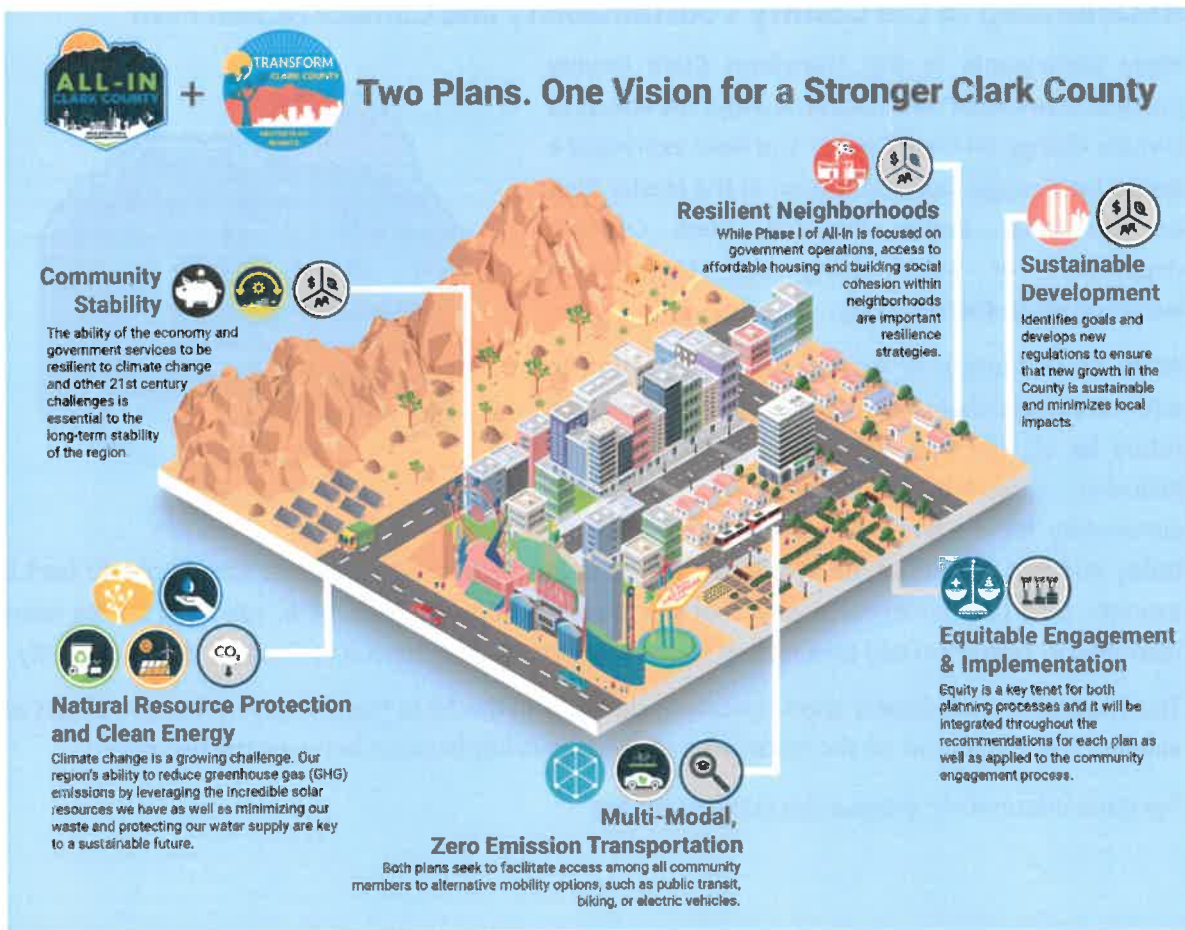 ALL-IN
CLARK COUNTY
+
TRANSFORM
CLARK COUNTY
Two Plans. One Vision for a Stronger Clark County
Resilient Neighborhoods
While Phase I of All-In is focused on
government operations, access to
affordable housing and building social
cohesion within
neighborhoods
are important
resilience
strategies.
Sustainable
Development
Identifies goals and
develops new
regulations to ensure
that new growth in the
County is sustainable
and minimizes local
impacts.
Community
Stability
The ability of the economy and
government services to be
resilient to climate change
and other 21st century
challenges is
essential to the
long-term stability
of the region
CO₂
Natural Resource Protection
and Clean Energy
Climate change is a growing challenge. Our
region's ability to reduce greenhouse gas (GHG)
emissions by leveraging the incredible solar
resources we have as well as minimizing our
waste and protecting our water supply are key
to a sustainable future.
Equitable Engagement
& Implementation
Equity is a key tenet for both
planning processes and it will be
integrated throughout the
recommendations for each plan as
well as applied to the community
engagement process.
Multi-Modal,
Zero Emission Transportation
Both plans seek to facilitate access among all community
members to alternative mobility options, such as public transit,
biking, or electric vehicles.